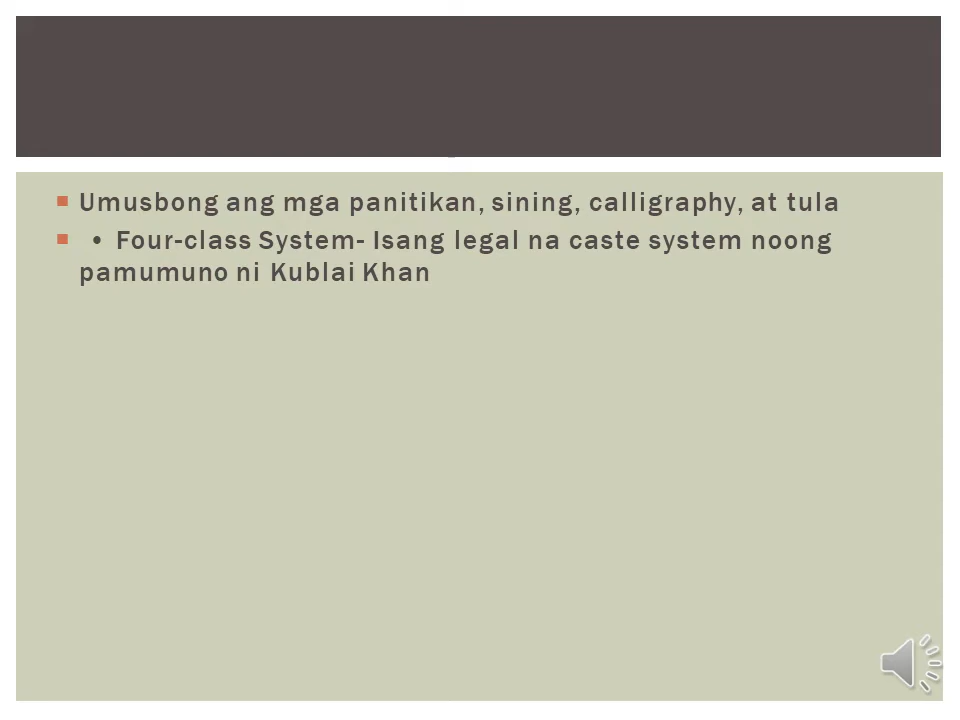 Umusbong ang mga panitikan, sining, calligraphy, at tula
• Four-class System- Isang legal na caste system noong
pamumuno ni Kublai Khan